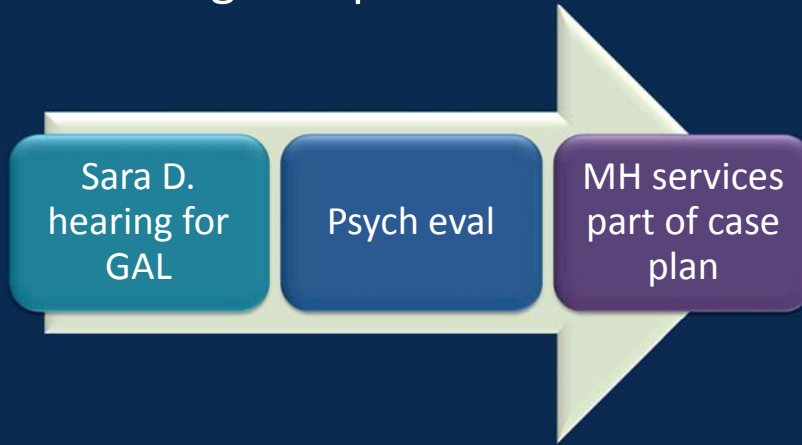 Sara D.
hearing for
GAL
Psych eval
MH services
part of case
plan